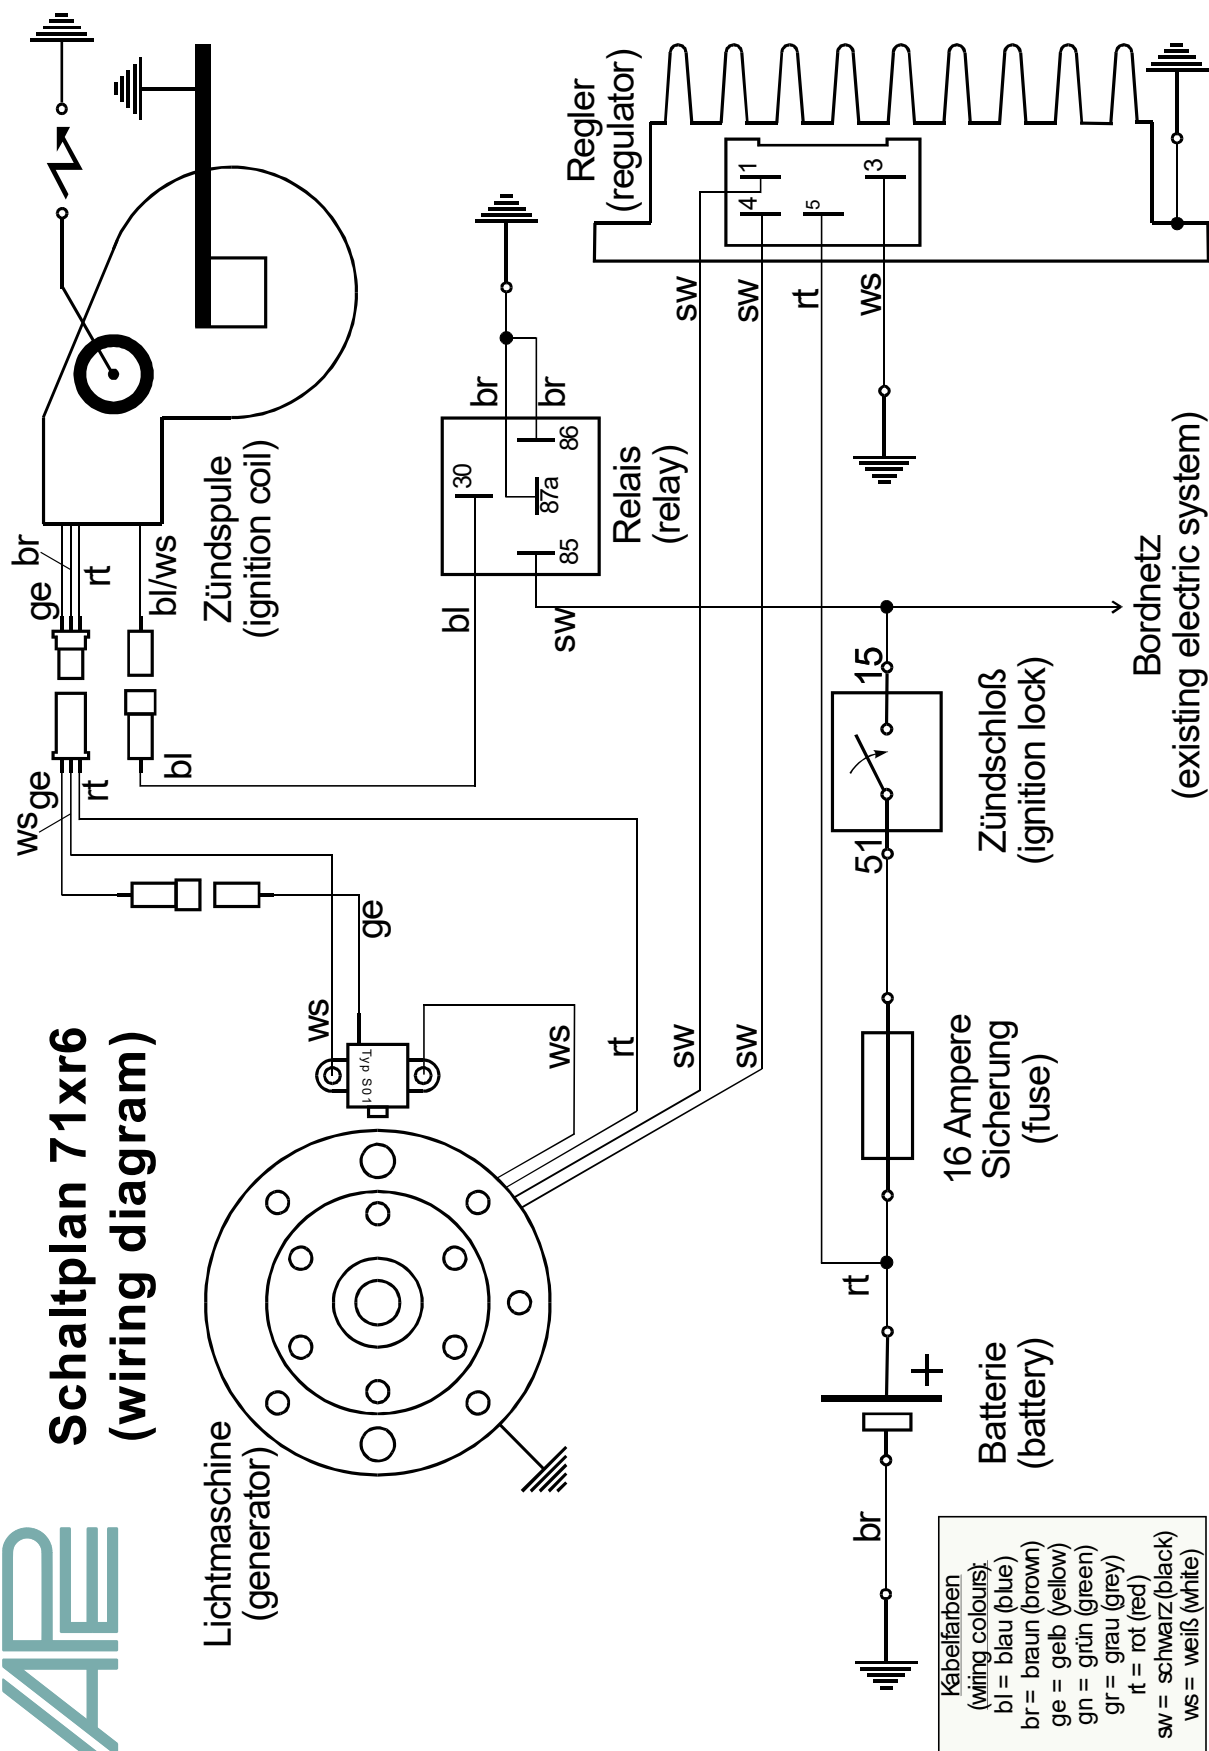 APE
Schaltplan 71xr6
(wiring diagram)
Lichtmaschine
(generator)
Typ S01
ws
ge
ws
rt
sw
sw
ws
ge
rt
bl
ge
br
rt
bl/ws
Zündspule
(ignition coil)
bl
sw
br
br
30
87a
86
85
Relais
(relay)
Regler
(regulator)
1
4
5
3
sw
sw
rt
ws
Batterie
(battery)
+
br
rt
16 Ampere
Sicherung
(fuse)
51
15
Zündschloß
(ignition lock)
Bordnetz
(existing electric system)
Kabelfarben
(wiring colours):
bl = blau (blue)
br = braun (brown)
ge = gelb (yellow)
gn = grün (green)
gr = grau (grey)
rt = rot (red)
sw = schwarz (black)
ws = weiß (white)